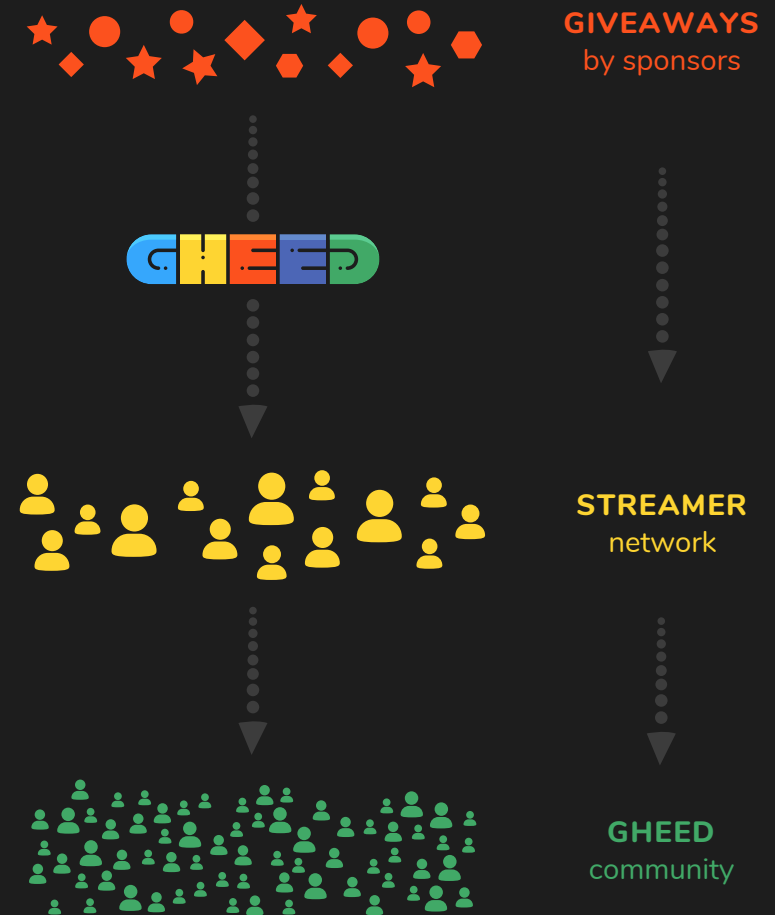 GIVEAWAYS
by sponsors
GHEED
STREAMER
network
GHEED
community